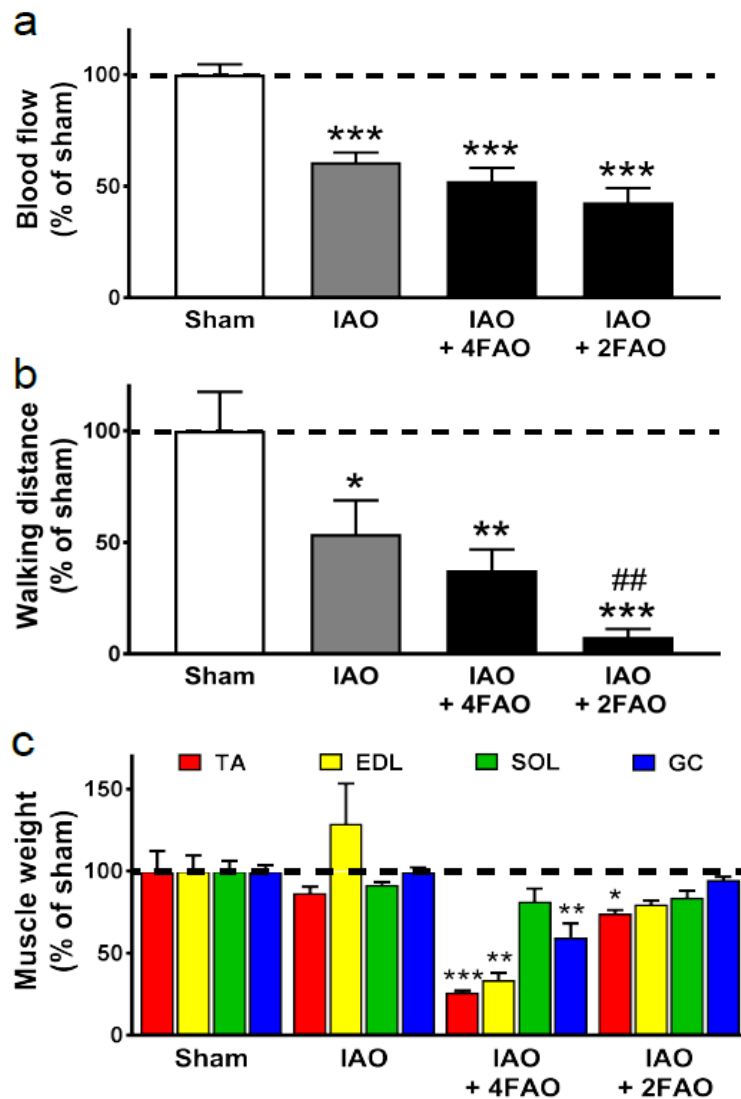 a
Blood flow
(% of sham)
100
50
0
***
***
***
Sham
IAO
IAO
+ 4FAO
IAO
+ 2FAO
b
Walking distance
(% of sham)
100
50
0
*
**
##
***
Sham
IAO
IAO
+ 4FAO
IAO
+ 2FAO
c
TA
EDL
SOL
GC
Muscle weight
(% of sham)
150
100
50
0
***
**
**
*
Sham
IAO
IAO
+ 4FAO
IAO
+ 2FAO